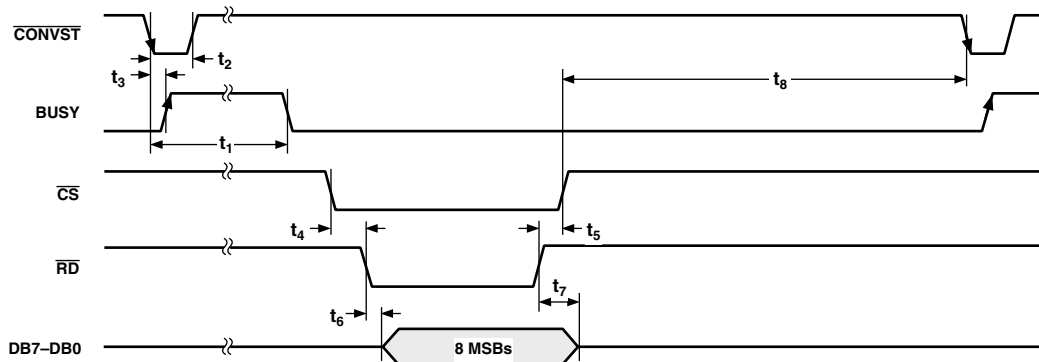 CONVST
t2
t3
t8
BUSY
t1
CS
t4
t5
RD
t7
t6
DB7–DB0
8 MSBs